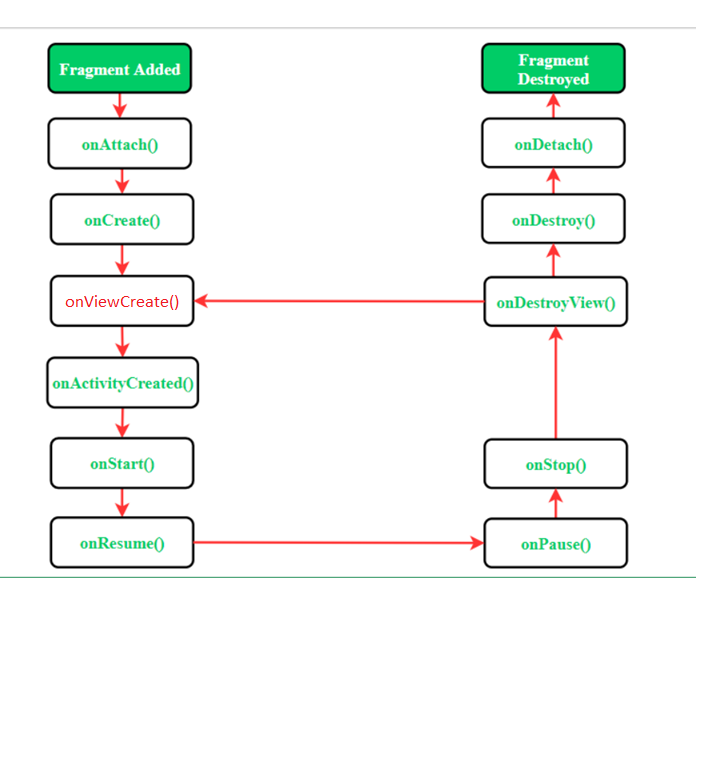 Fragment Added
onAttach()
onCreate()
onViewCreate()
onActivityCreated()
onStart()
onResume()
Fragment
Destroyed
onDetach()
onDestroy()
onDestroyView()
onStop()
onPause()